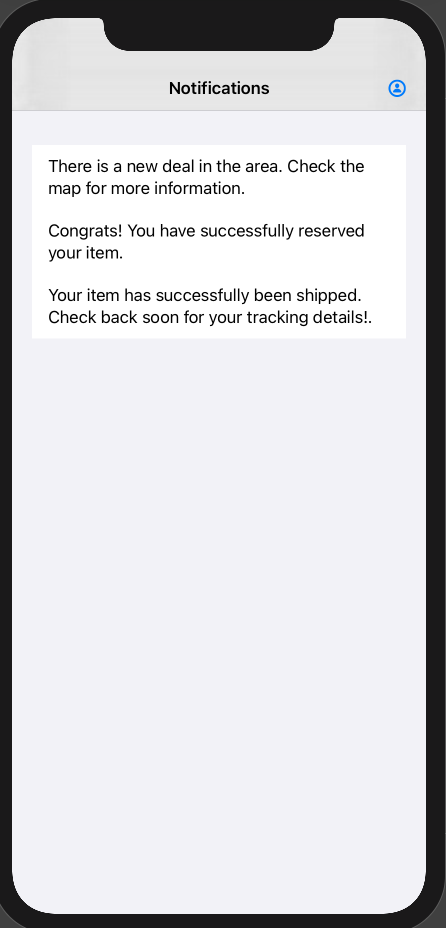 Notifications
There is a new deal in the area. Check the
map for more information.
Congrats! You have successfully reserved
your item.
Your item has successfully been shipped.
Check back soon for your tracking details!.